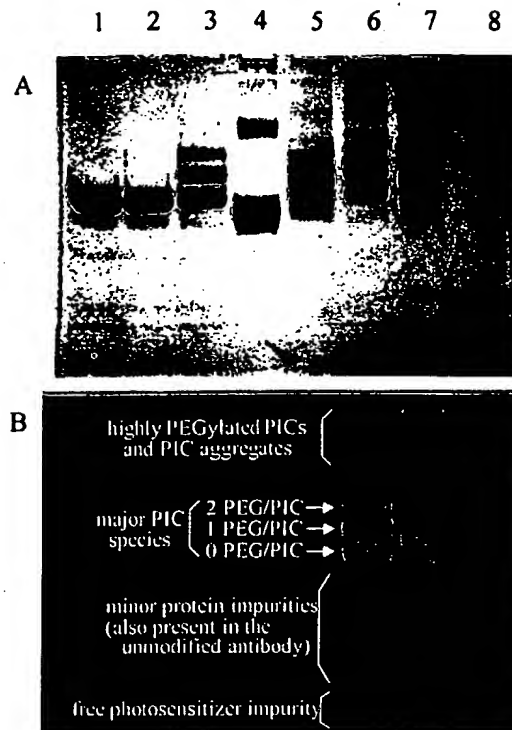 1 2 3 4 5 6 7 8
A
B
highly PEGylated PICs
and PIC aggregates
major PIC
species
2 PEG/PIC
1 PEG/PIC
0 PEG/PIC
minor protein impurities
(also present in the
unmodified antibody)
free photosensitizer impurity